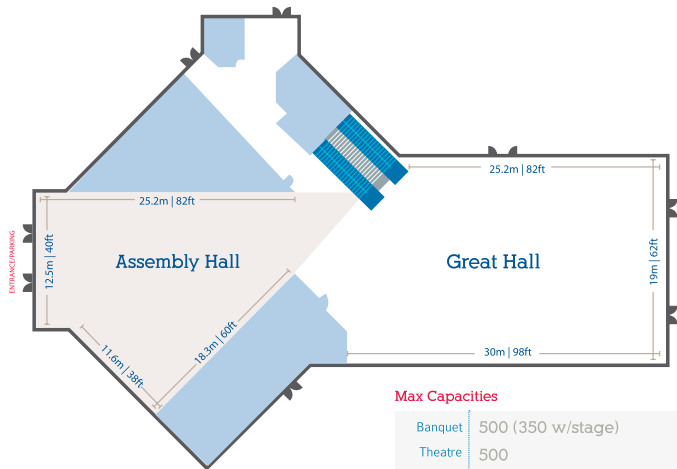 25.2m | 82ft
25.2m | 82ft
ENTRANCE/PARKING
12.5m | 40ft
Assembly Hall
Great Hall
19m | 62ft
11.6m | 38ft
18.3m | 60ft
30m | 98ft
Max Capacities
Banquet 500 (350 w/stage)
Theatre 500